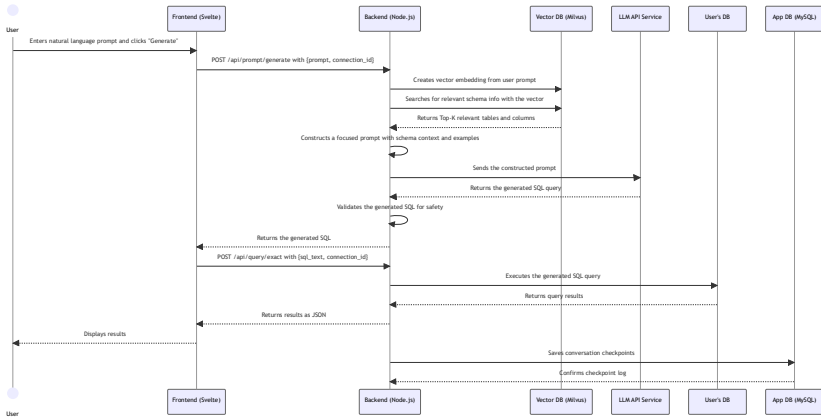 Frontend (Svelte)
Backend (Node.js)
Vector DB (Milvus)
LLM API Service
User's DB
App DB (MySQL)
User
Enters natural language prompt and clicks "Generate"
POST /api/prompt/generate with {prompt, connection_id}
Creates vector embedding from user prompt
Searches for relevant schema info with the vector
Returns Top-K relevant tables and columns
Constructs a focused prompt with schema context and examples
Sends the constructed prompt
Returns the generated SQL query
Validates the generated SQL for safety
Returns the generated SQL
POST /api/query/exact with {sql_text, connection_id}
Executes the generated SQL query
Returns query results
Returns results as JSON
Displays results
Saves conversation checkpoints
Confirms checkpoint log
Frontend (Svelte)
Backend (Node.js)
Vector DB (Milvus)
LLM API Service
User's DB
App DB (MySQL)
User